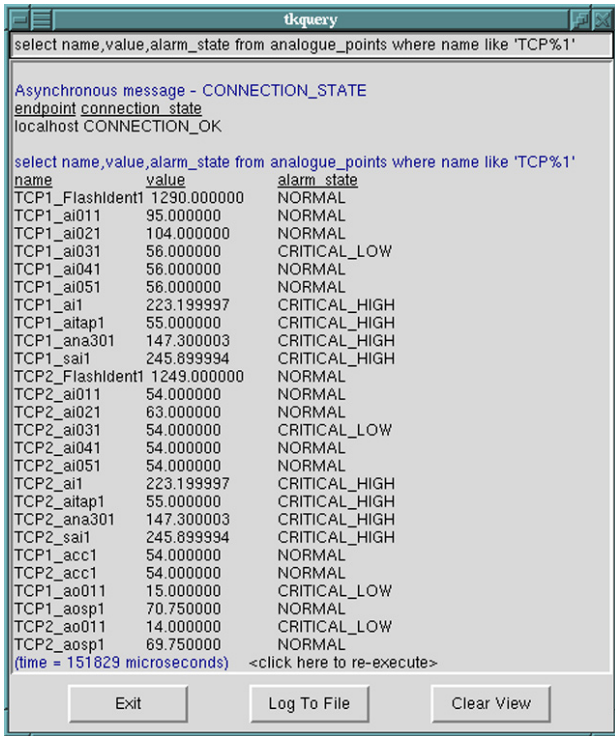 tkquery
select name,value,alarm_state from analogue_points where name like 'TCP%1'
Asynchronous message - CONNECTION_STATE
endpoint connection_state
localhost CONNECTION_OK
select name,value,alarm_state from analogue_points where name like 'TCP%1'
name value alarm_state
TCP1_FlashIdent1 1290.000000 NORMAL
TCP1_ai011 95.000000 NORMAL
TCP1_ai021 104.000000 NORMAL
TCP1_ai031 56.000000 CRITICAL_LOW
TCP1_ai041 56.000000 NORMAL
TCP1_ai051 56.000000 NORMAL
TCP1_ai1 223.199997 CRITICAL_HIGH
TCP1_aitap1 55.000000 CRITICAL_HIGH
TCP1_ana301 147.300003 CRITICAL_HIGH
TCP1_sai1 245.899994 CRITICAL_HIGH
TCP2_FlashIdent1 1249.000000 NORMAL
TCP2_ai011 54.000000 NORMAL
TCP2_ai021 63.000000 NORMAL
TCP2_ai031 54.000000 CRITICAL_LOW
TCP2_ai041 54.000000 NORMAL
TCP2_ai051 54.000000 NORMAL
TCP2_ai1 223.199997 CRITICAL_HIGH
TCP2_aitap1 55.000000 CRITICAL_HIGH
TCP2_ana301 147.300003 CRITICAL_HIGH
TCP2_sai1 245.899994 CRITICAL_HIGH
TCP1_acc1 54.000000 NORMAL
TCP2_acc1 54.000000 NORMAL
TCP1_ao011 15.000000 CRITICAL_LOW
TCP1_aosp1 70.750000 NORMAL
TCP2_ao011 14.000000 CRITICAL_LOW
TCP2_aosp1 69.750000 NORMAL
(time = 151829 microseconds) <click here to re-execute>
Exit Log To File Clear View